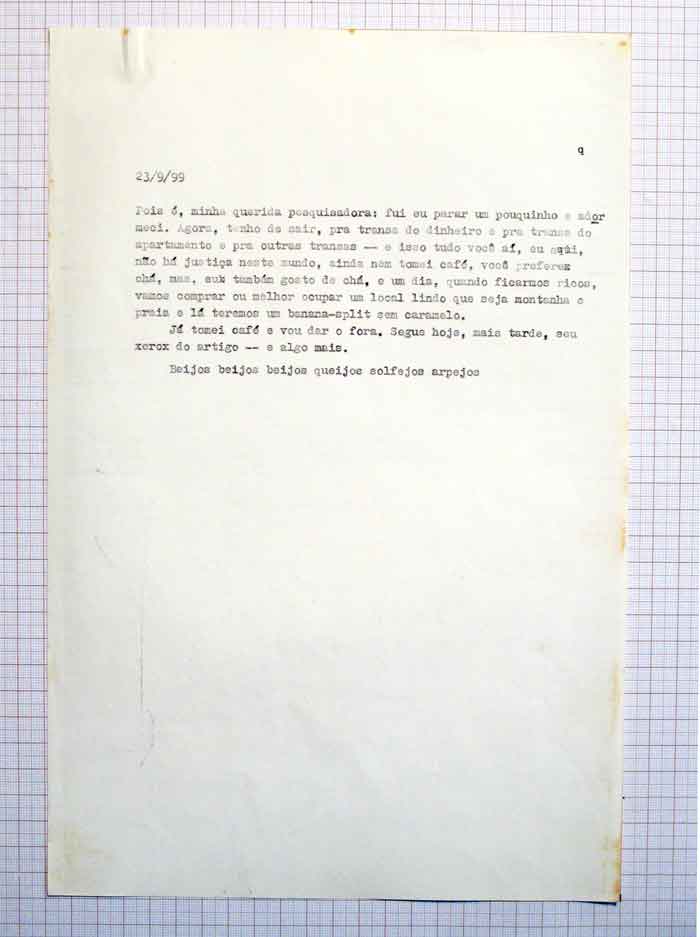 q
23/9/99
Pois é, minha querida pesquisadora: fui eu parar um pouquinho e ador
meci. Agora, tenho de sair, pra transa do dinheiro e pra transa do
apartamento e pra outras transas -- e isso tudo você aí, eu aqui,
não há justiça neste mundo, ainda nem tomei café, você preferex
chá, mas, euk também gosto de chá, e um dia, quando ficarmos ricos,
vamos comprar ou melhor ocupar um local lindo que seja montanha e
praia e lá teremos um banana-split sem caramelo.
Já tomei café e vou dar o fora. Segue hoje, mais tarde, seu
xerox do artigo -- e algo mais.
Beijos beijos beijos queijos solfejos arpejos